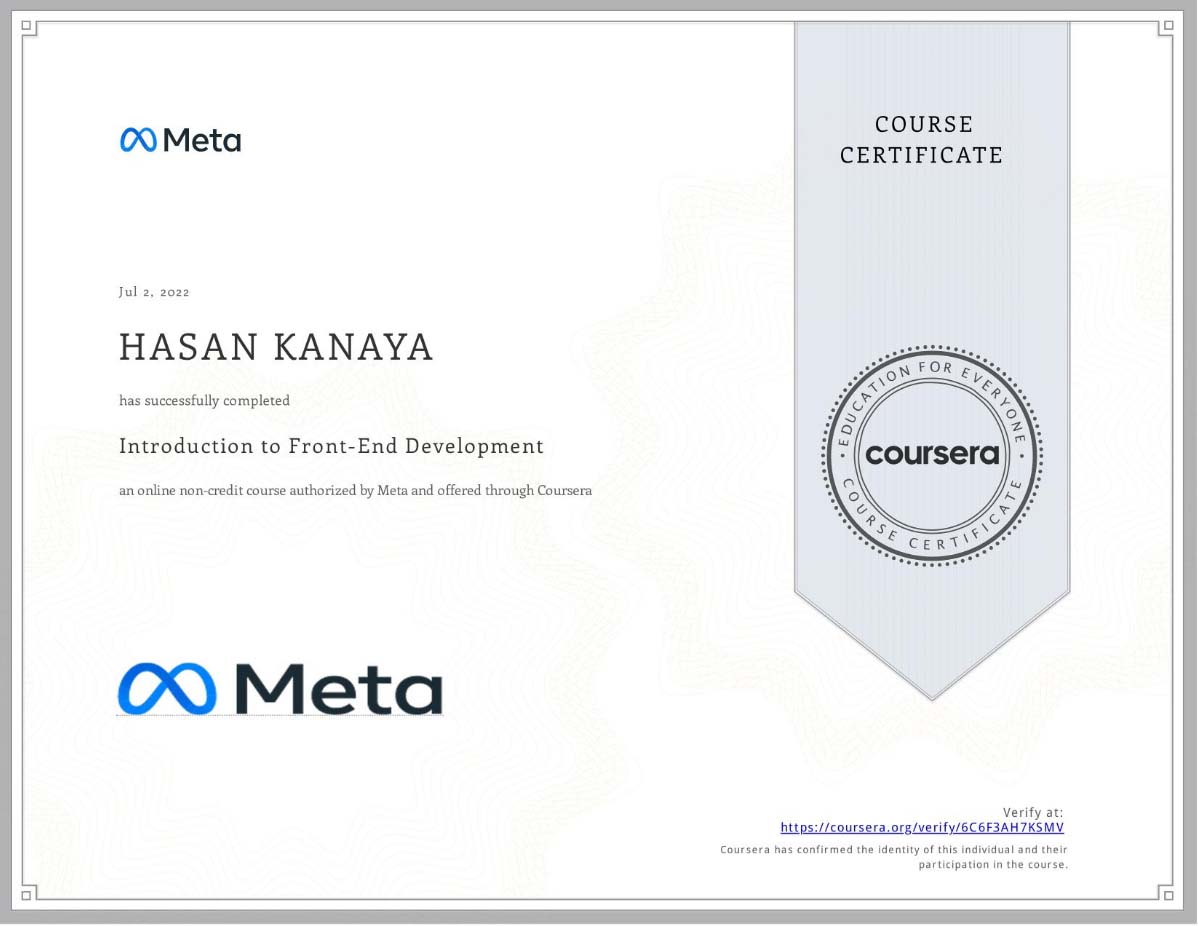 Meta
COURSE
CERTIFICATE
Jul 2, 2022
HASAN KANAYA
has successfully completed
Introduction to Front-End Development
an online non-credit course authorized by Meta and offered through Coursera
EDUCATION FOR EVERYONE
coursera
COURSE CERTIFICATE
Meta
Verify at:
https://coursera.org/verify/6C6F3AH7KSMV
Coursera has confirmed the identity of this individual and their
participation in the course.